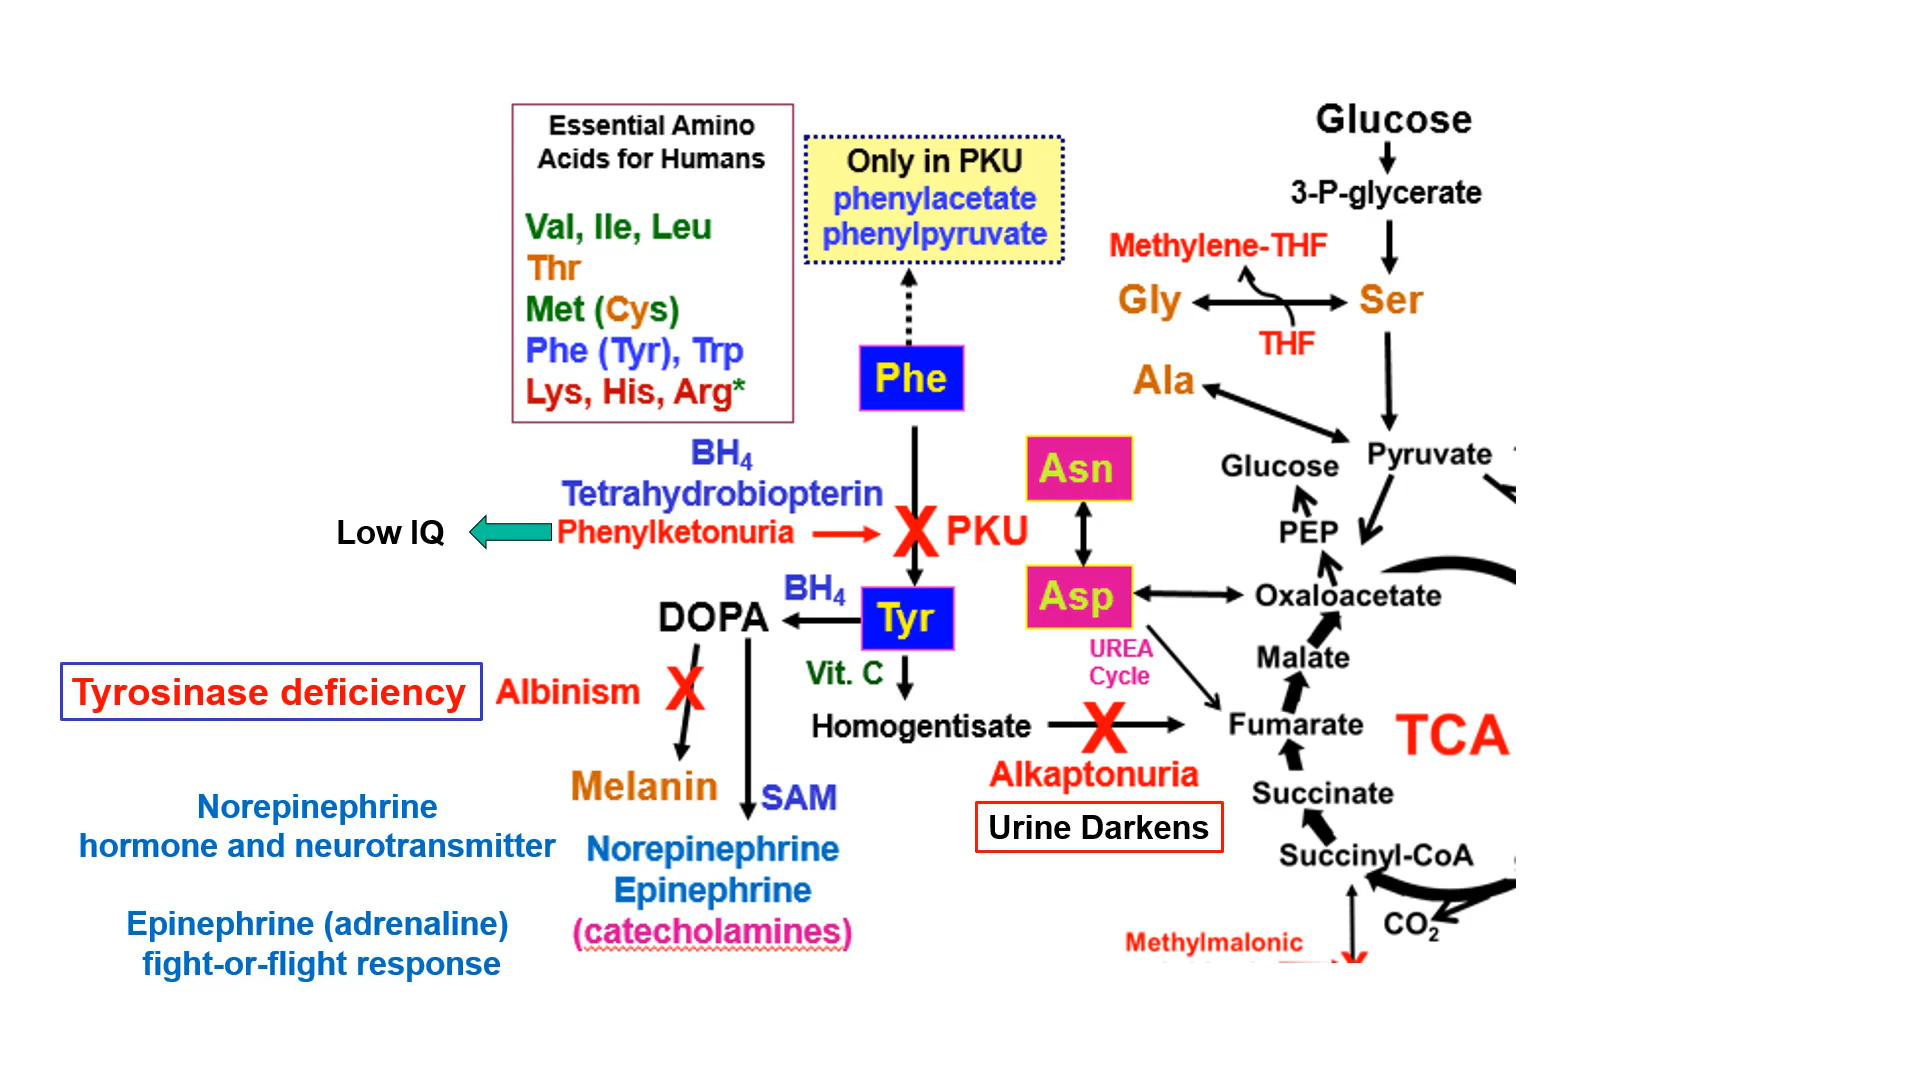 Essential Amino
Acids for Humans
Val, Ile, Leu
Thr
Met (Cys)
Phe (Tyr), Trp
Lys, His, Arg*
Only in PKU
phenylacetate
phenylpyruvate
Phe
BH4
Tetrahydrobiopterin
Low IQ
Phenylketonuria
PKU
BH4
DOPA
Tyr
Vit. C
Tyrosinase deficiency
Albinism
Homogentisate
Alkaptonuria
Urine Darkens
Melanin
SAM
Norepinephrine
hormone and neurotransmitter
Epinephrine (adrenaline)
fight-or-flight response
Norepinephrine
Epinephrine
(catecholamines)
Glucose
3-P-glycerate
Methylene-THF
Gly
Ser
THF
Ala
Pyruvate
Glucose
PEP
Asn
Asp
Oxaloacetate
UREA
Cycle
Malate
Fumarate
TCA
Succinate
Succinyl-CoA
CO2
Methylmalonic